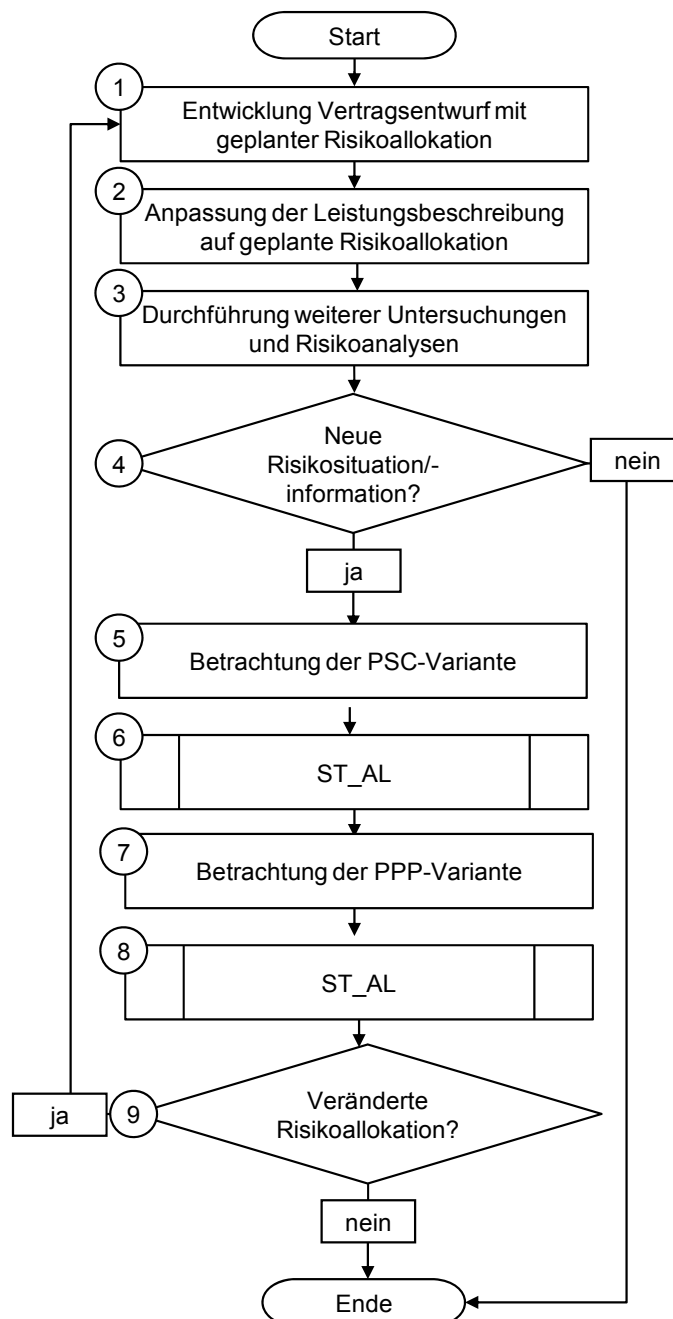 Start
1
Entwicklung Vertragsentwurf mit
geplanter Risikoallokation
2
Anpassung der Leistungsbeschreibung
auf geplante Risikoallokation
3
Durchführung weiterer Untersuchungen
und Risikoanalysen
4
Neue
Risikosituation/-
information?
nein
ja
5
Betrachtung der PSC-Variante
6
ST_AL
7
Betrachtung der PPP-Variante
8
ST_AL
ja
9
Veränderte
Risikoallokation?
nein
Ende